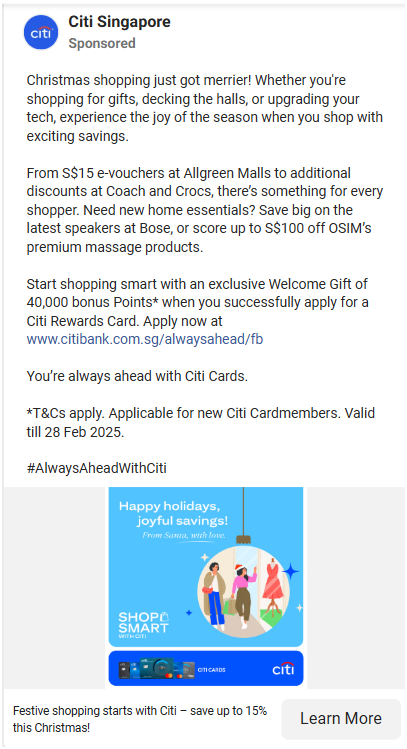 Citi Singapore
Sponsored
Christmas shopping just got merrier! Whether you're
shopping for gifts, decking the halls, or upgrading your
tech, experience the joy of the season when you shop with
exciting savings.
From S$15 e-vouchers at Allgreen Malls to additional
discounts at Coach and Crocs, there’s something for every
shopper. Need new home essentials? Save big on the
latest speakers at Bose, or score up to S$100 off OSIM’s
premium massage products.
Start shopping smart with an exclusive Welcome Gift of
40,000 bonus Points* when you successfully apply for a
Citi Rewards Card. Apply now at
www.citibank.com.sg/alwaysahead/fb
You’re always ahead with Citi Cards.
*T&Cs apply. Applicable for new Citi Cardmembers. Valid
till 28 Feb 2025.
#AlwaysAheadWithCiti
Happy holidays,
joyful savings!
From Santa, with love.
SHOP
SMART
WITH CITI
CITI CARDS
citi
Festive shopping starts with Citi – save up to 15%
this Christmas!
Learn More